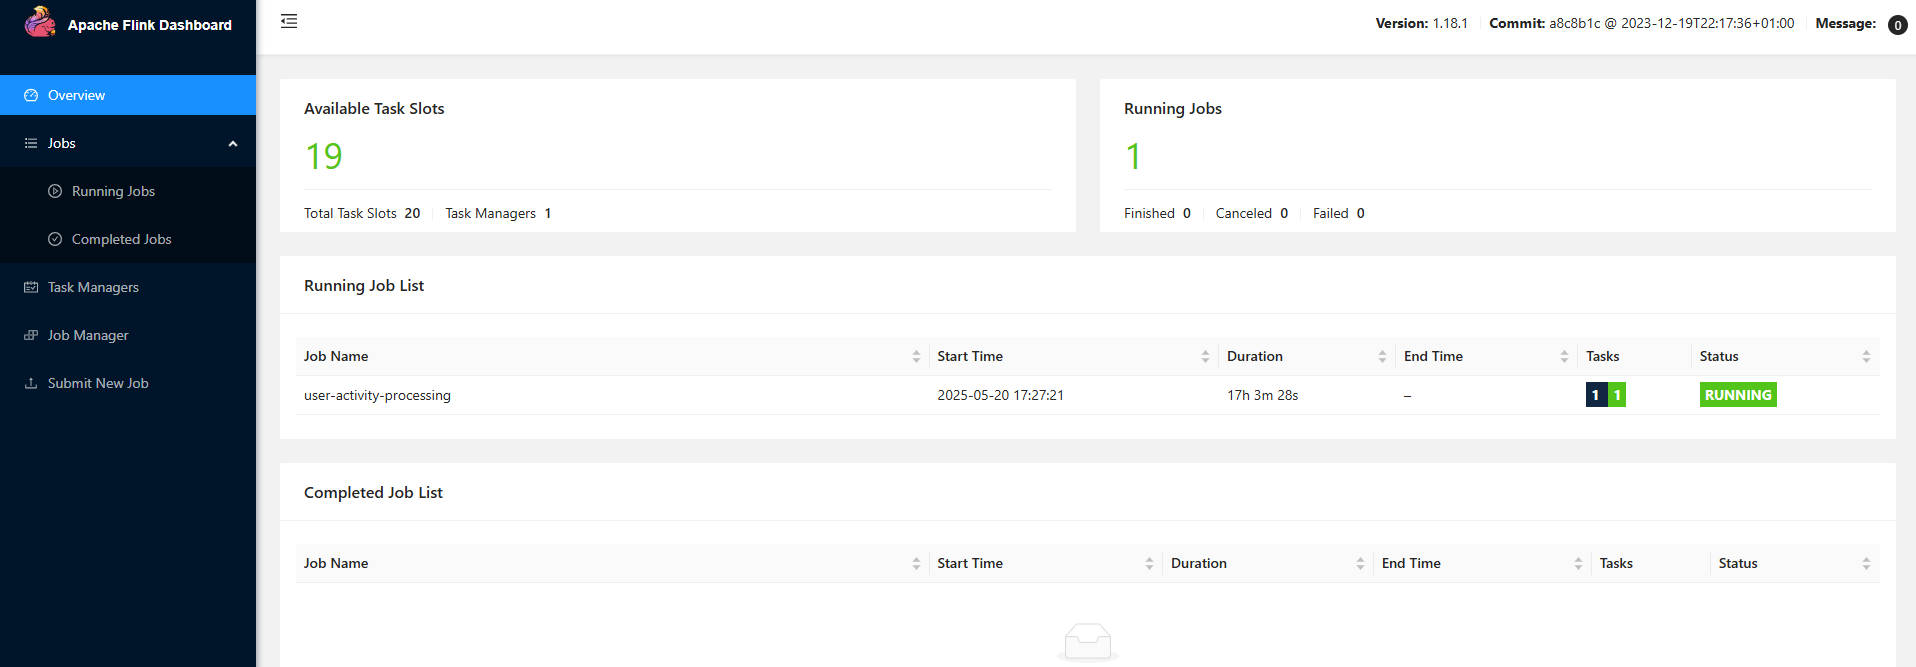 Apache Flink Dashboard
Version: 1.18.1 Commit: a8c8b1c @ 2023-12-19T22:17:36+01:00 Message: 0
Overview
Jobs
Running Jobs
Completed Jobs
Task Managers
Job Manager
Submit New Job
Available Task Slots
19
Total Task Slots 20 Task Managers 1
Running Jobs
1
Finished 0 Canceled 0 Failed 0
Running Job List
Job Name Start Time Duration End Time Tasks Status
user-activity-processing 2025-05-20 17:27:21 17h 3m 28s – 1 1 RUNNING
Completed Job List
Job Name Start Time Duration End Time Tasks Status